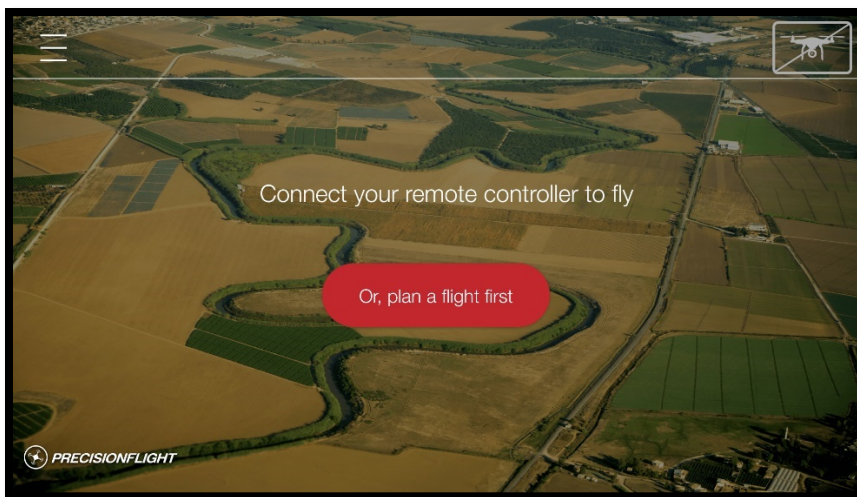 Connect your remote controller to fly
Or, plan a flight first
PRECISIONFLIGHT